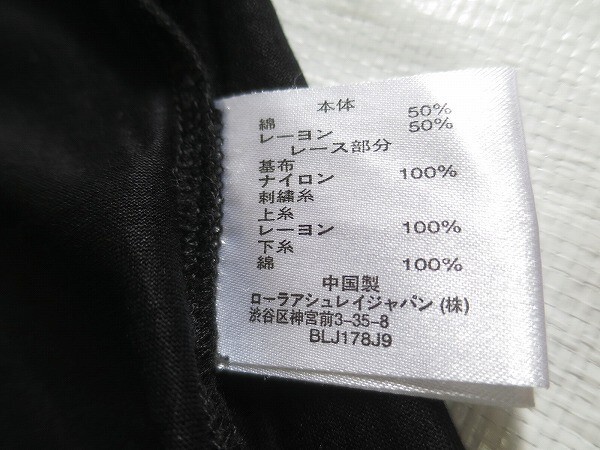 本体
綿 50%
レーヨン 50%
レース部分
基布
ナイロン 100%
刺繍糸
上糸
レーヨン 100%
下糸
綿 100%
中国製
ローラアシュレイジャパン (株)
渋谷区神宮前3-35-8
BLJ178J9